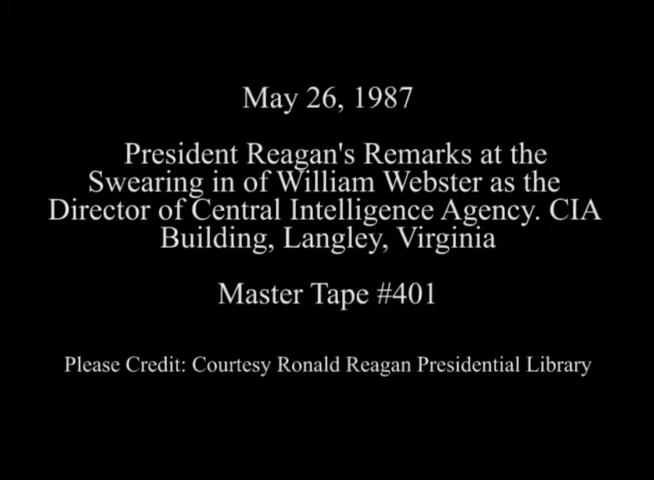 May 26, 1987
President Reagan's Remarks at the
Swearing in of William Webster as the
Director of Central Intelligence Agency. CIA
Building, Langley, Virginia
Master Tape #401
Please Credit: Courtesy Ronald Reagan Presidential Library